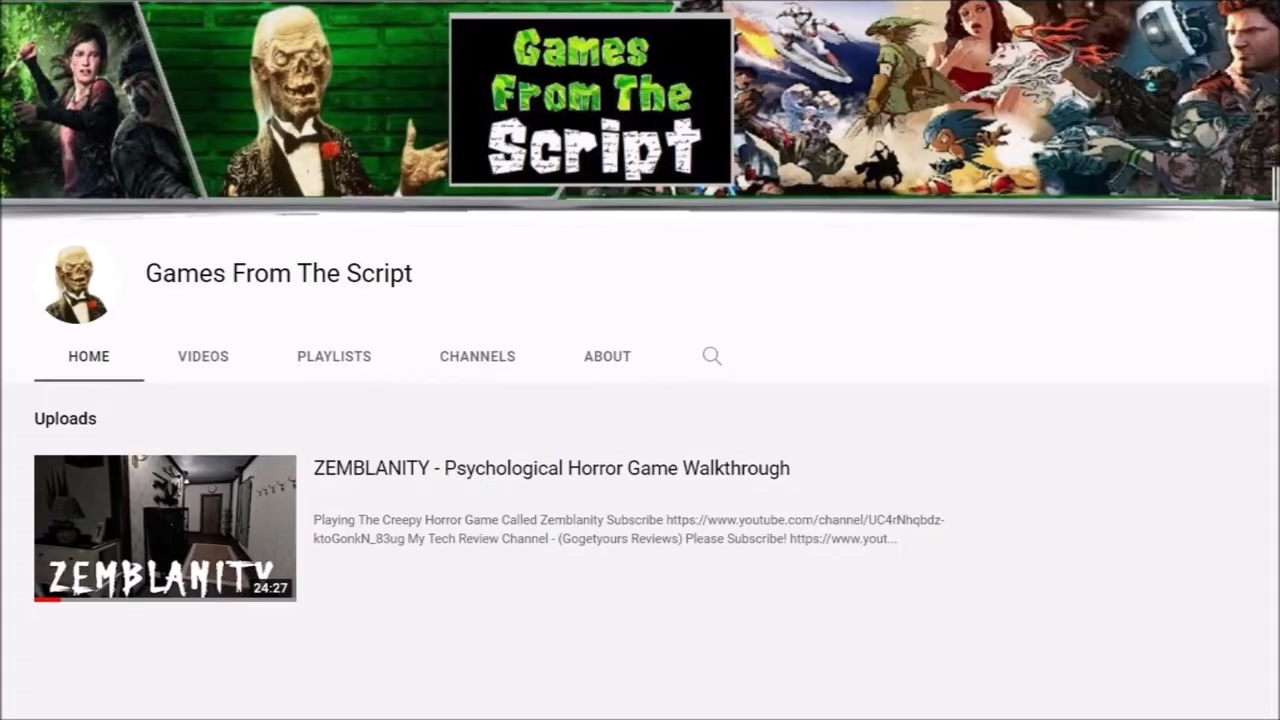 Games
From The
Script
Games From The Script
HOME VIDEOS PLAYLISTS CHANNELS ABOUT
Uploads
ZEMBLANITY
24:27
ZEMBLANITY - Psychological Horror Game Walkthrough
Playing The Creepy Horror Game Called Zemblanity Subscribe https://www.youtube.com/channel/UC4rNhqbdz-
ktoGonkN_83ug My Tech Review Channel - (Gogetyours Reviews) Please Subscribe! https://www.yout...